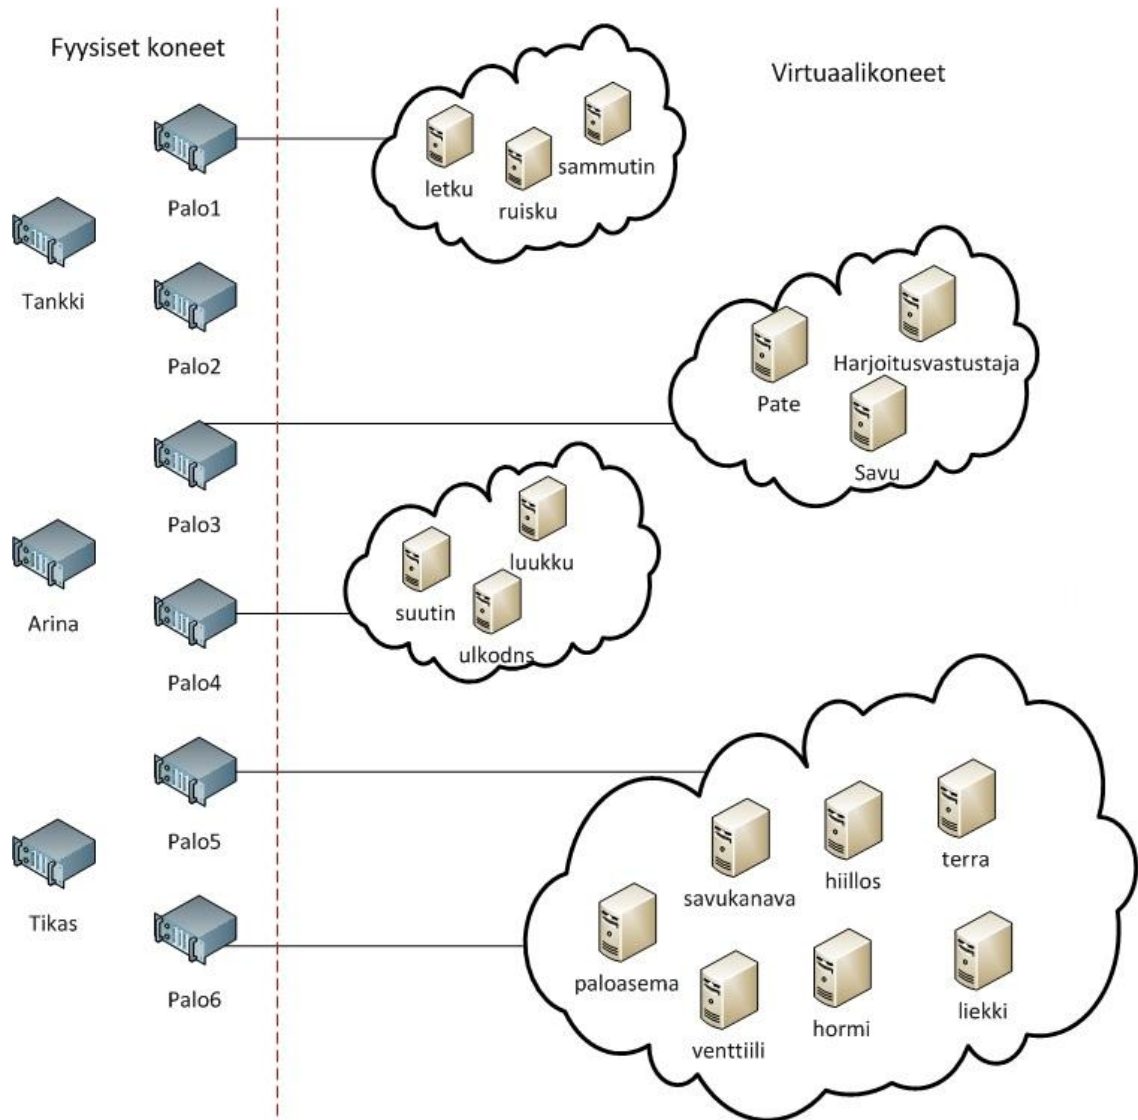 Fyysiset koneet
Virtuaalikoneet
Palo1
Tankki
Palo2
Palo3
Arina
Palo4
Palo5
Tikas
Palo6
letku
ruisku
sammutin
Pate
Harjoitusvastustaja
Savu
suutin
luukku
ulkodns
savukanava
hiillos
terra
paloasema
venttiili
hormi
liekki